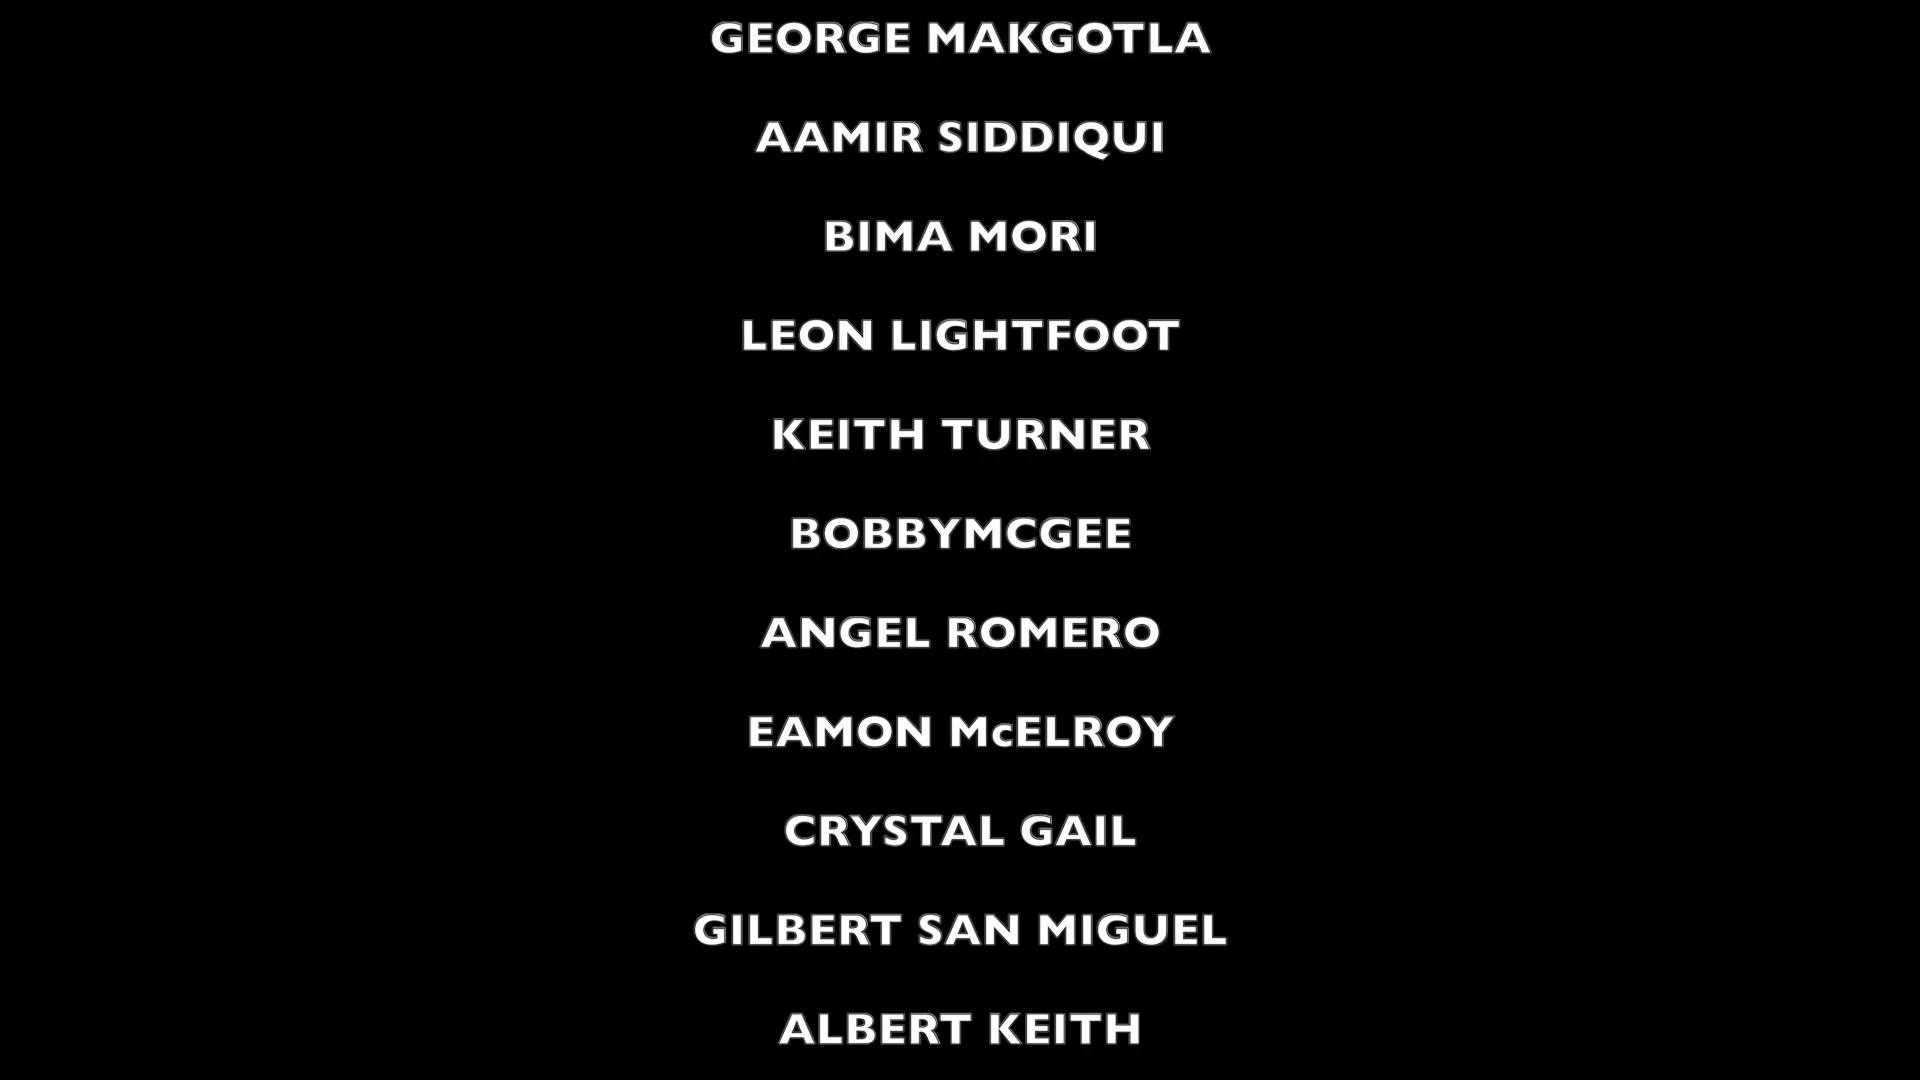 GEORGE MAKGOTLA
AAMIR SIDDIQUI
BIMA MORI
LEON LIGHTFOOT
KEITH TURNER
BOBBYMCGEE
ANGEL ROMERO
EAMON McELROY
CRYSTAL GAIL
GILBERT SAN MIGUEL
ALBERT KEITH